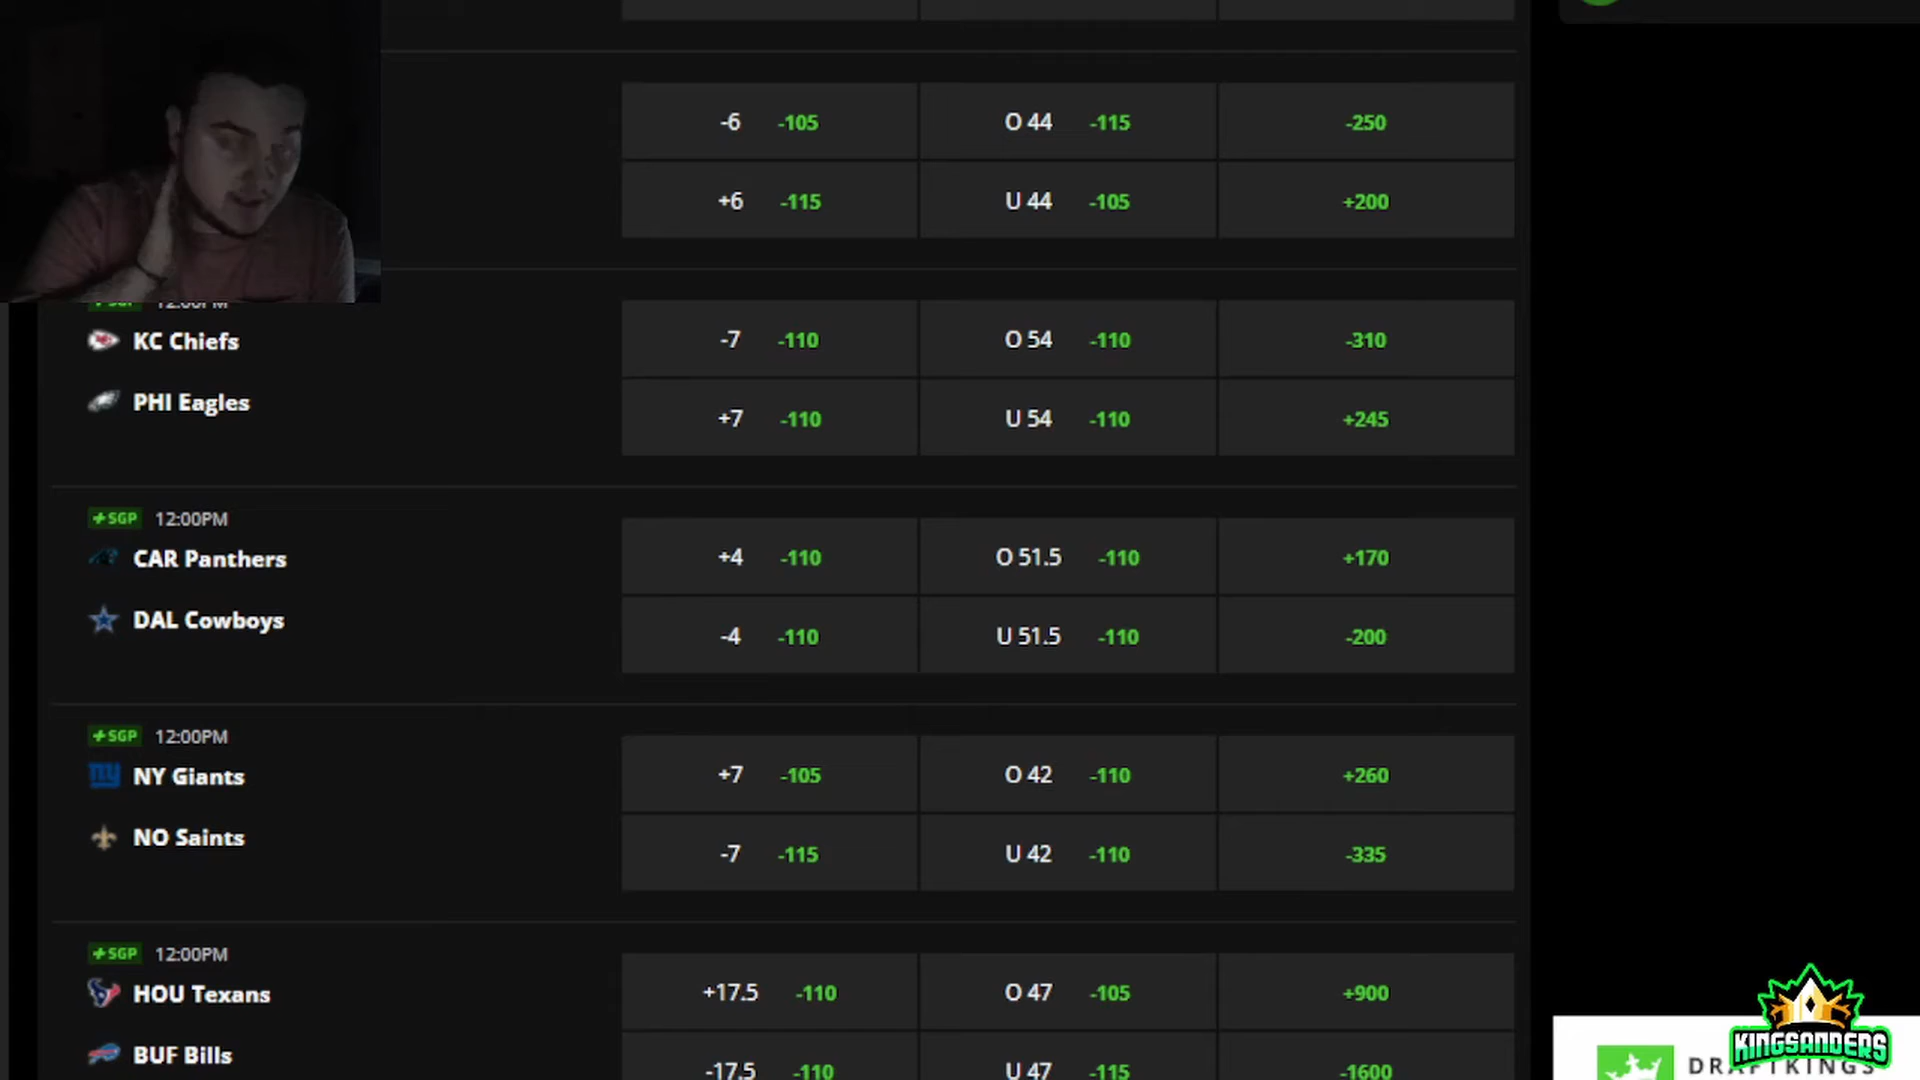 -6 -105 O 44 -115 -250
+6 -115 U 44 -105 +200
+SGP 12:00PM
KC Chiefs -7 -110 O 54 -110 -310
PHI Eagles +7 -110 U 54 -110 +245
+SGP 12:00PM
CAR Panthers +4 -110 O 51.5 -110 +170
DAL Cowboys -4 -110 U 51.5 -110 -200
+SGP 12:00PM
NY Giants +7 -105 O 42 -110 +260
NO Saints -7 -115 U 42 -110 -335
+SGP 12:00PM
HOU Texans +17.5 -110 O 47 -105 +900
BUF Bills -17.5 -110 U 47 -115 -1600
KINGSANDERS
DRAFTKINGS